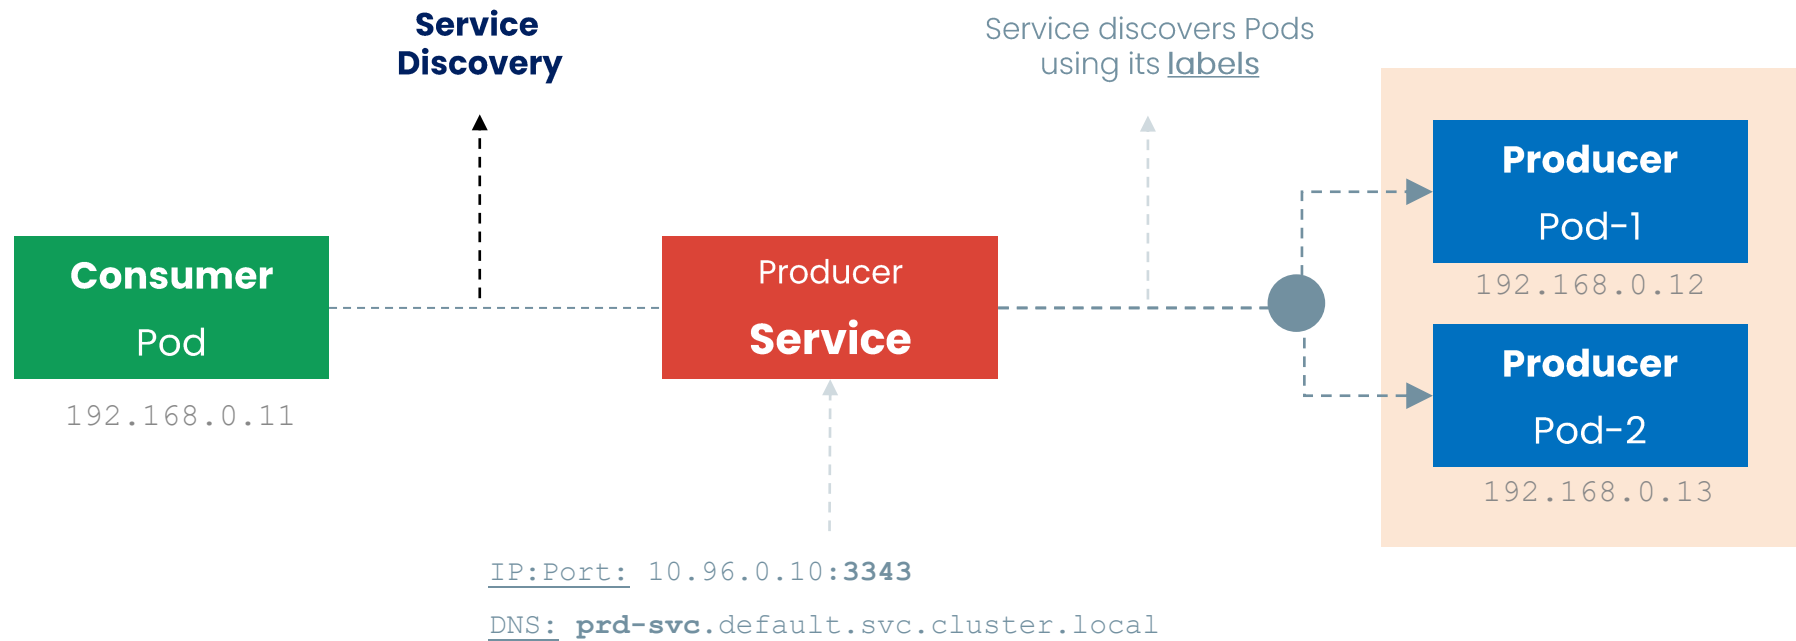 Service
Discovery
Service discovers Pods
using its labels
Consumer
Pod
192.168.0.11
Producer
Service
Producer
Pod-1
192.168.0.12
Producer
Pod-2
192.168.0.13
IP:Port: 10.96.0.10:3343
DNS: prd-svc.default.svc.cluster.local